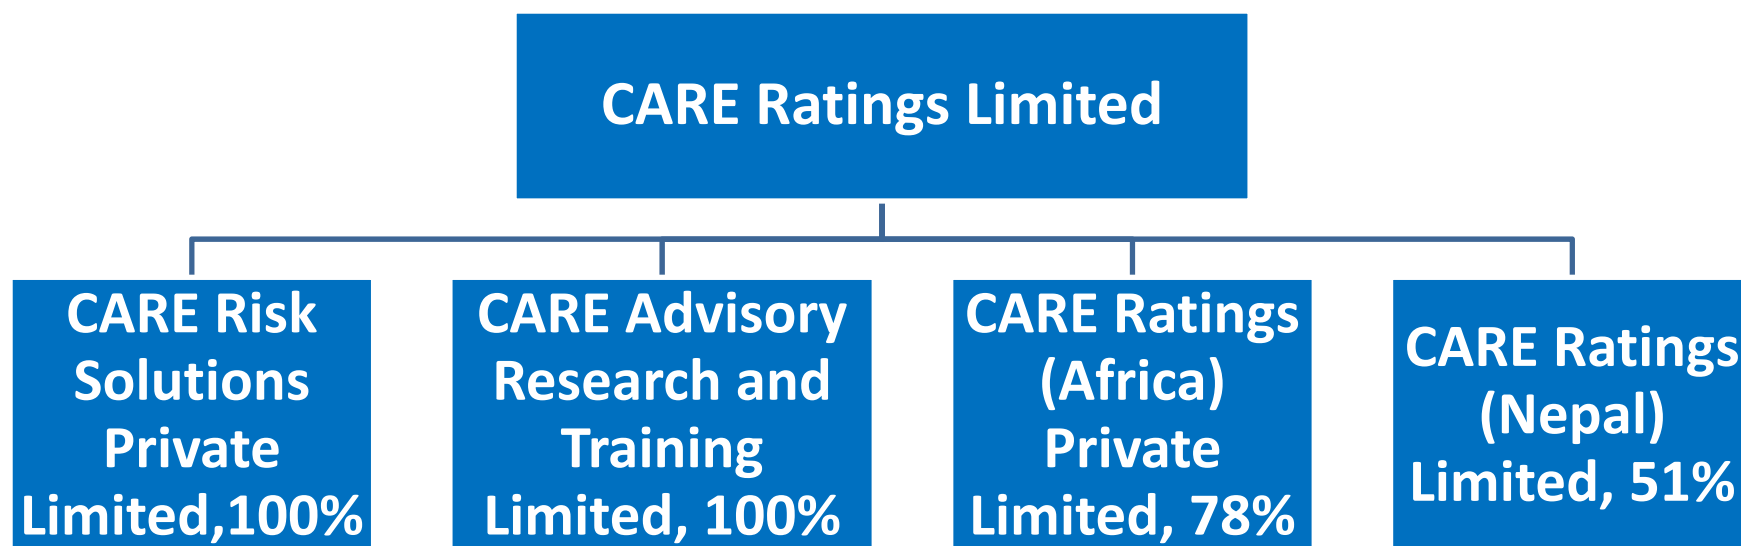 CARE Ratings Limited
CARE Risk
Solutions
Private
Limited,100%
CARE Advisory
Research and
Training
Limited, 100%
CARE Ratings
(Africa)
Private
Limited, 78%
CARE Ratings
(Nepal)
Limited, 51%